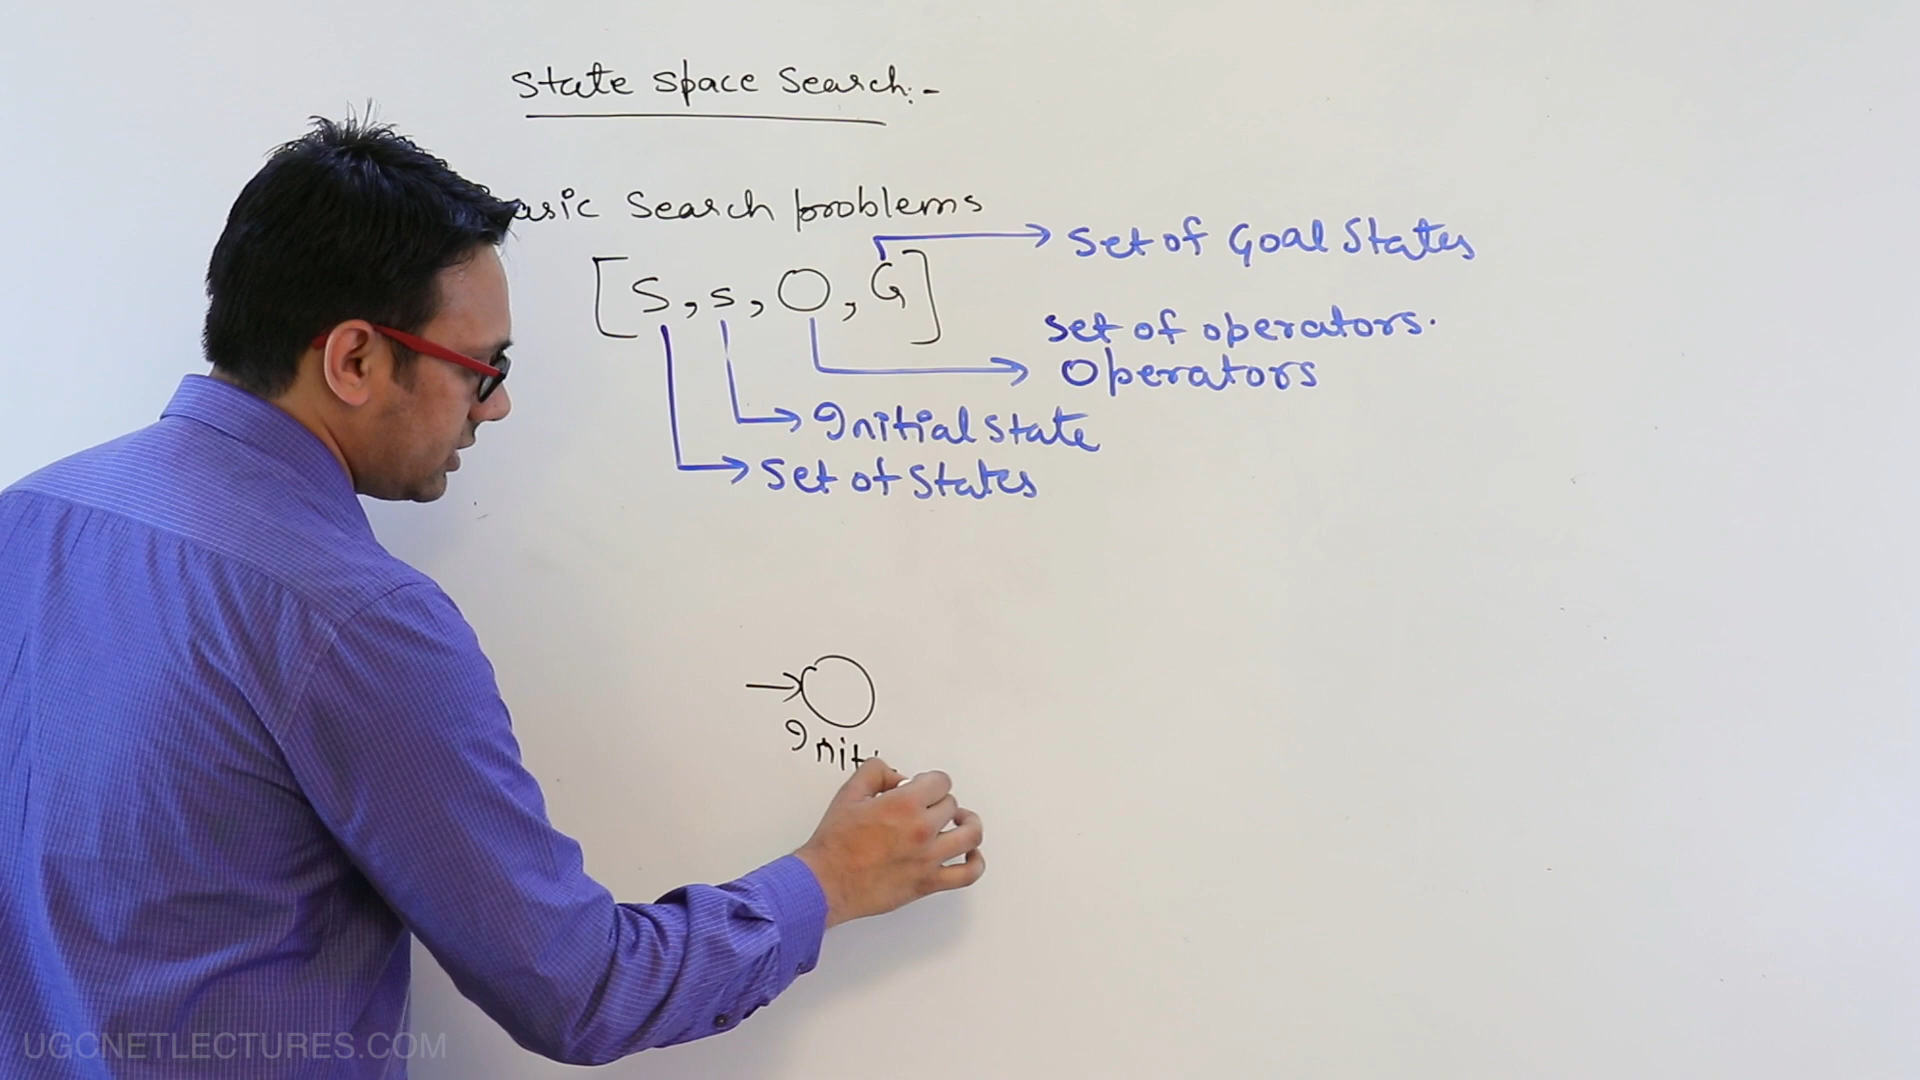 State Space Search:-
asic Search problems
[S, s, O, G]
Set of Goal States
Set of operators.
Operators
Initial State
Set of States
Initi
UGCNETLECTURES.COM